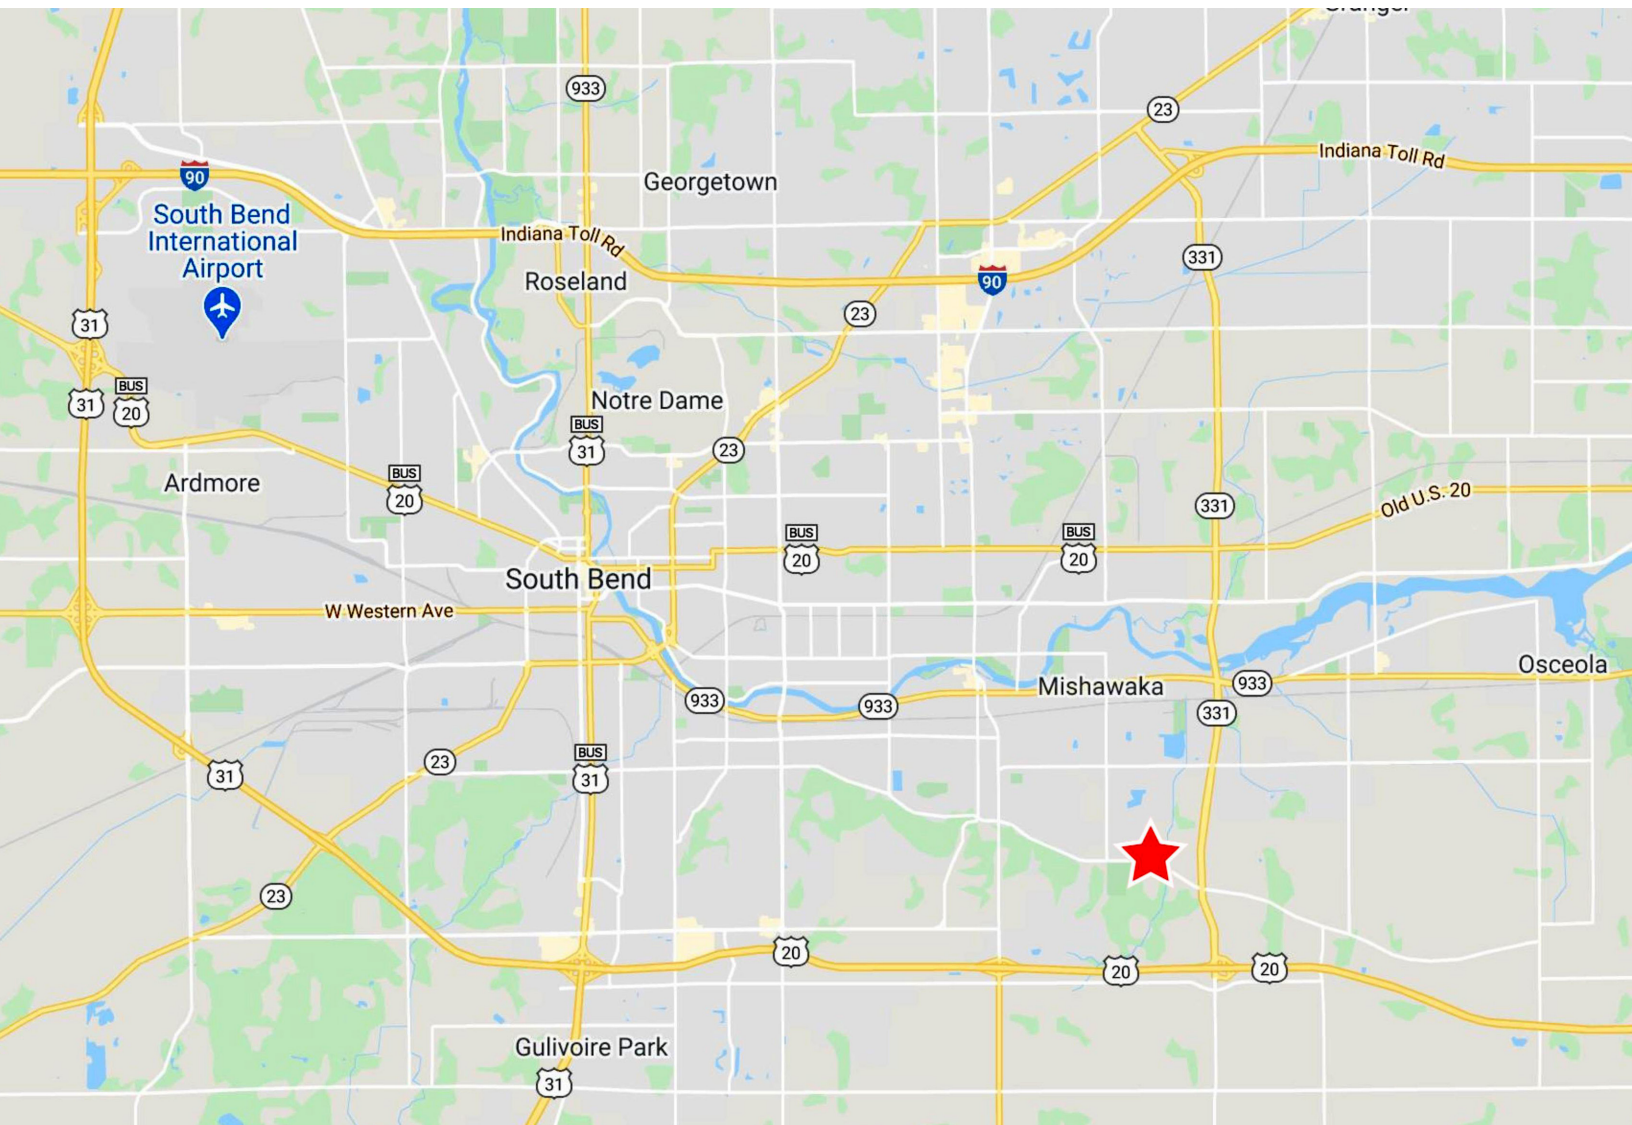 933
23
Indiana Toll Rd
90
Georgetown
South Bend
International
Airport
Indiana Toll Rd
331
Roseland
90
23
31
BUS
20
31
Notre Dame
BUS
31
23
Ardmore
BUS
20
Old U.S. 20
331
BUS
20
BUS
20
South Bend
W Western Ave
Osceola
Mishawaka
933
933
933
331
23
BUS
31
31
23
20
20
20
Gulivoire Park
31